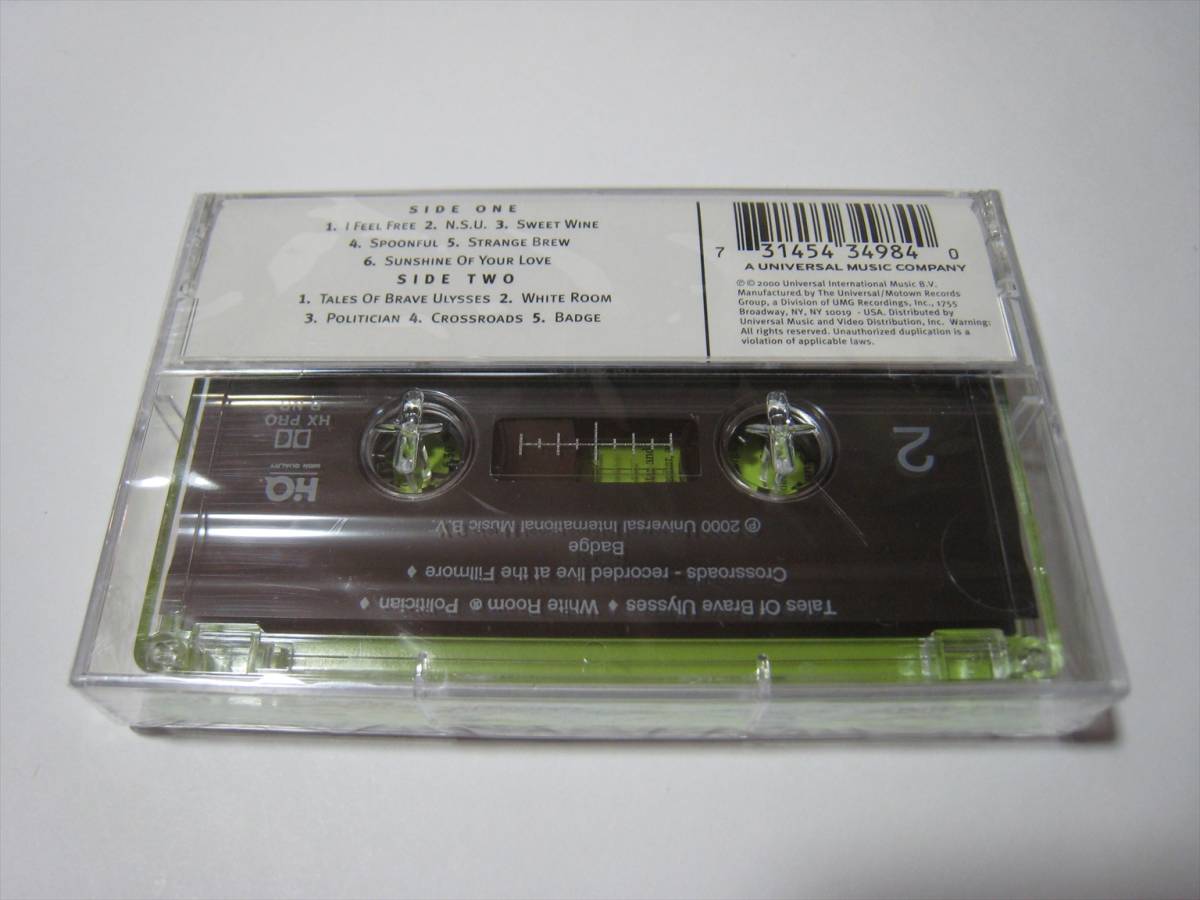 SIDE ONE
1. I FEEL FREE 2. N.S.U. 3. SWEET WINE
4. SPOONFUL 5. STRANGE BREW
6. SUNSHINE OF YOUR LOVE
SIDE TWO
1. TALES OF BRAVE ULYSSES 2. WHITE ROOM
3. POLITICIAN 4. CROSSROADS 5. BADGE
7 31454 34984 0
A UNIVERSAL MUSIC COMPANY
℗ © 2000 Universal International Music B.V.
Manufactured by The Universal/Motown Records
Group, a Division of UMG Recordings, Inc., 1755
Broadway, NY, NY 10019 - USA. Distributed by
Universal Music and Video Distribution, Inc. Warning:
All rights reserved. Unauthorized duplication is a
violation of applicable laws.
Tales Of Brave Ulysses ♦ White Room ® Politician ♦
Crossroads - recorded live at the Fillmore ♦
Badge
℗ 2000 Universal International Music B.V.
2
HiQ
HIGH QUALITY
HX PRO
B NR